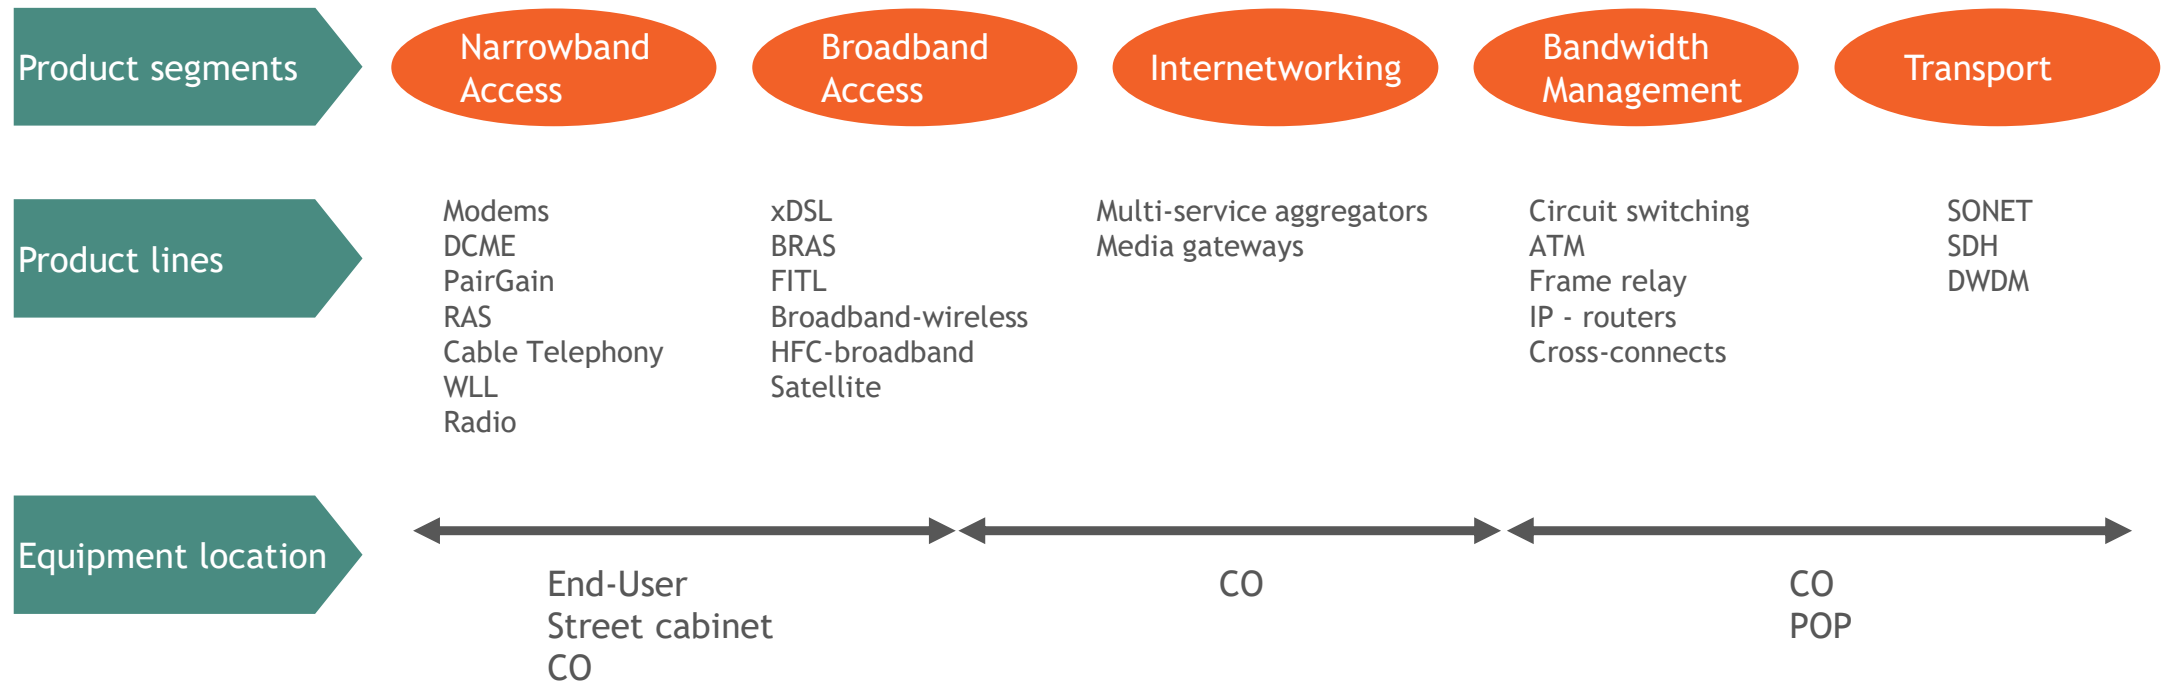 Product segments
Narrowband
Access
Broadband
Access
Internetworking
Bandwidth
Management
Transport
Product lines
Modems
DCME
PairGain
RAS
Cable Telephony
WLL
Radio
xDSL
BRAS
FITL
Broadband-wireless
HFC-broadband
Satellite
Multi-service aggregators
Media gateways
Circuit switching
ATM
Frame relay
IP - routers
Cross-connects
SONET
SDH
DWDM
Equipment location
End-User
Street cabinet
CO
CO
CO
POP